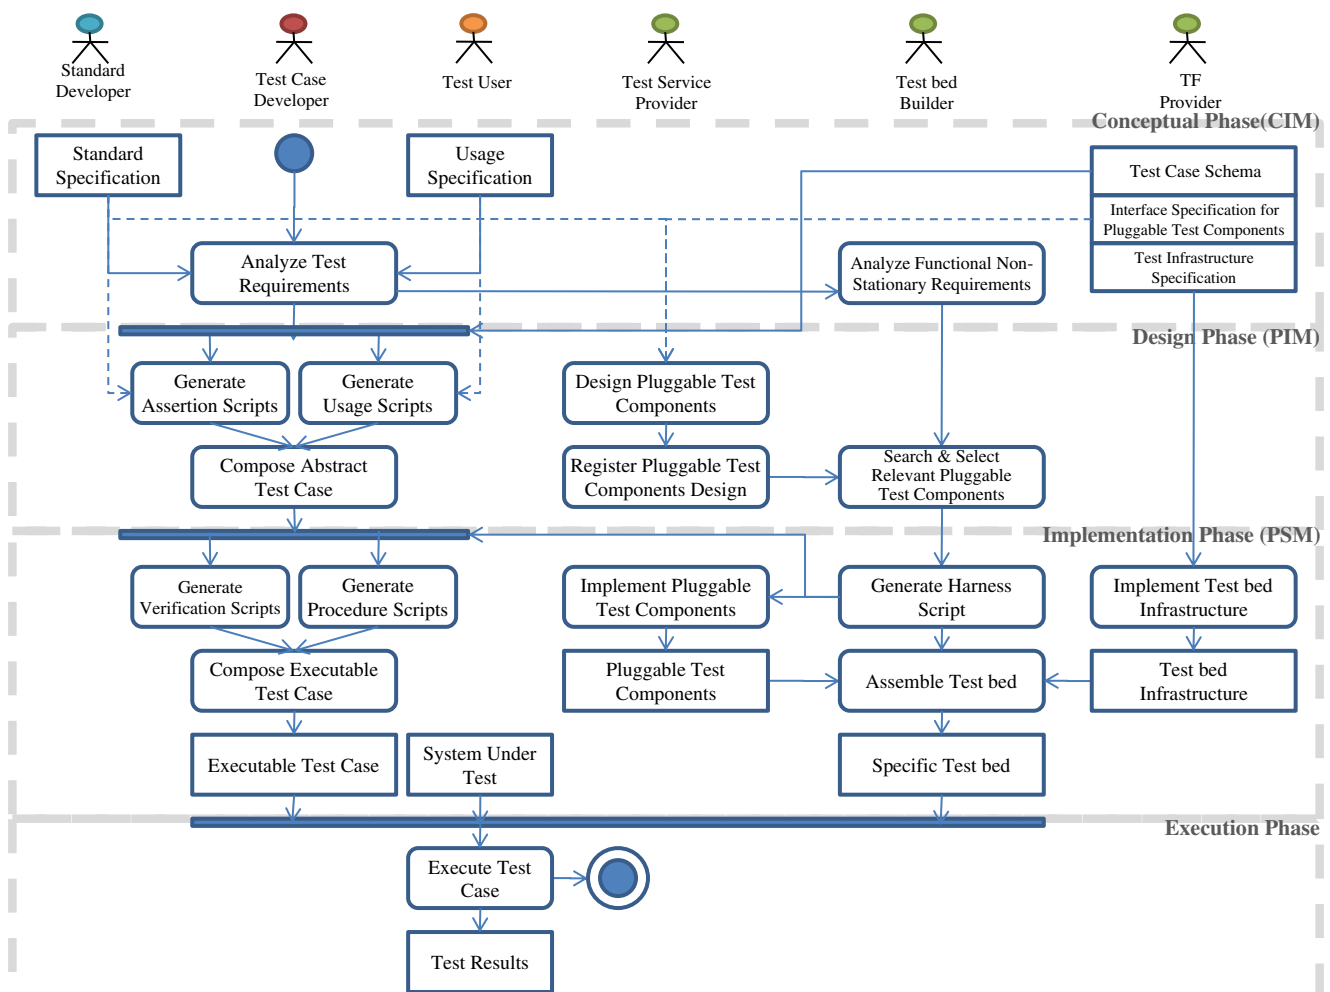 Standard
Developer
Test Case
Developer
Test User
Test Service
Provider
Test bed
Builder
TF
Provider
Conceptual Phase(CIM)
Standard
Specification
Usage
Specification
Test Case Schema
Interface Specification for
Pluggable Test Components
Test Infrastructure
Specification
Analyze Test
Requirements
Analyze Functional Non-
Stationary Requirements
Design Phase (PIM)
Generate
Assertion Scripts
Generate
Usage Scripts
Design Pluggable Test
Components
Compose Abstract
Test Case
Register Pluggable Test
Components Design
Search & Select
Relevant Pluggable
Test Components
Implementation Phase (PSM)
Generate
Verification Scripts
Generate
Procedure Scripts
Implement Pluggable
Test Components
Generate Harness
Script
Implement Test bed
Infrastructure
Compose Executable
Test Case
Pluggable Test
Components
Assemble Test bed
Test bed
Infrastructure
Executable Test Case
System Under
Test
Specific Test bed
Execution Phase
Execute Test
Case
Test Results